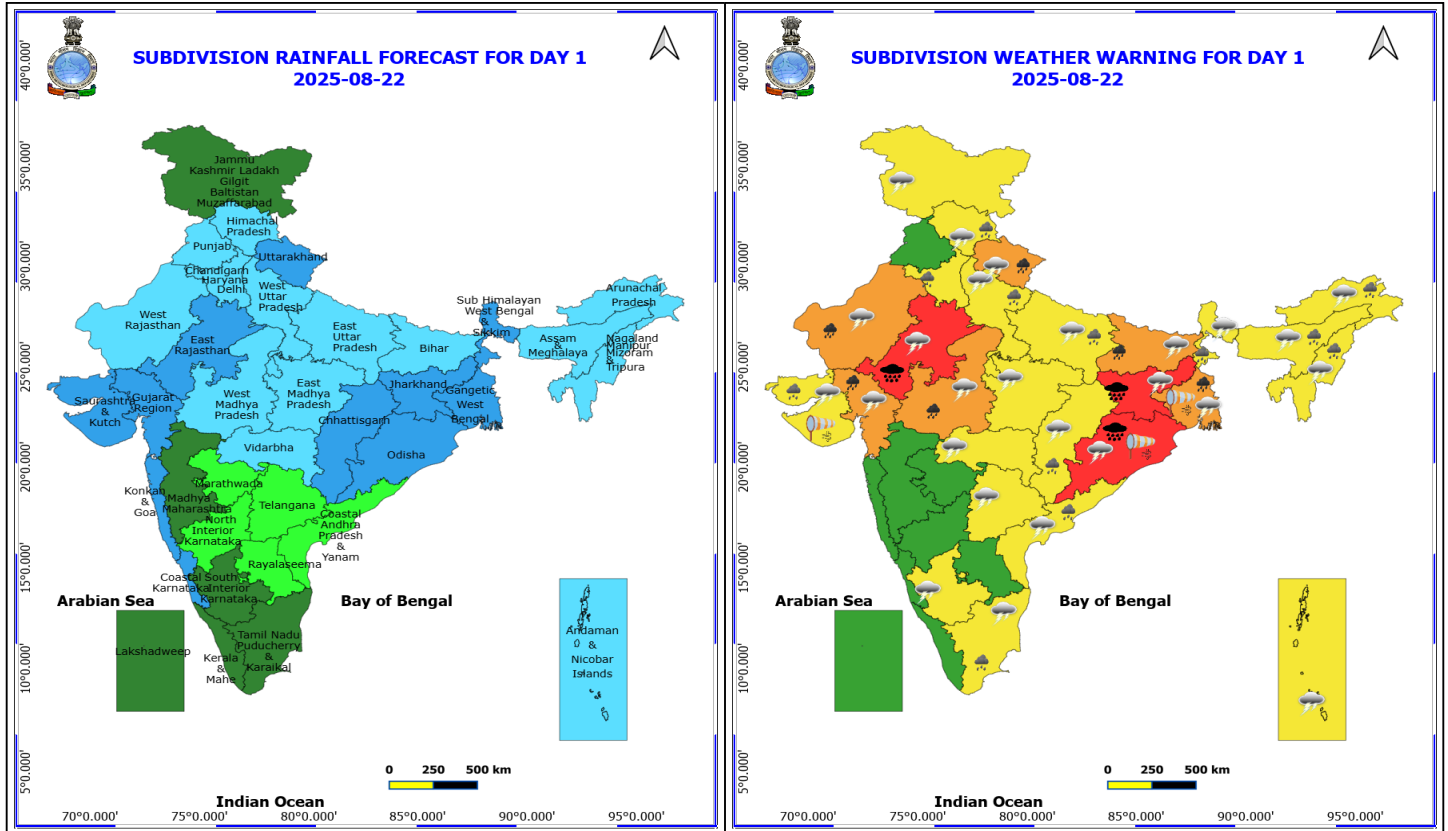 SUBDIVISION RAINFALL FORECAST FOR DAY 1
2025-08-22
40°0.000'
35°0.000'
30°0.000'
25°0.000'
20°0.000'
15°0.000'
10°0.000'
5°0.000'
Jammu
Kashmir Ladakh
Gilgit
Baltistan
Muzaffarabad
Himachal
Pradesh
Punjab
Uttarakhand
Chandigarh
Haryana
Delhi
West
Uttar
Pradesh
West
Rajasthan
East
Rajasthan
East
Uttar
Pradesh
Bihar
Sub Himalayan
West Bengal
&
Sikkim
Arunachal
Pradesh
Assam
&
Meghalaya
Nagaland
Manipur
Mizoram
&
Tripura
Saurashtra
&
Kutch
Gujarat
Region
West
Madhya
Pradesh
East
Madhya
Pradesh
Jharkhand
Gangetic
West
Bengal
Chhattisgarh
Odisha
Vidarbha
Konkan
&
Goa
Madhya
Maharashtra
Marathwada
Telangana
North
Interior
Karnataka
Coastal
Andhra
Pradesh
&
Yanam
Rayalaseema
Coastal
Karnataka
South
Interior
Karnataka
Tamil Nadu
Puducherry
&
Karaikal
Kerala
&
Mahe
Lakshadweep
Andaman
&
Nicobar
Islands
Arabian Sea
Bay of Bengal
0 250 500 km
Indian Ocean
70°0.000' 75°0.000' 80°0.000' 85°0.000' 90°0.000' 95°0.000'
SUBDIVISION WEATHER WARNING FOR DAY 1
2025-08-22
40°0.000'
35°0.000'
30°0.000'
25°0.000'
20°0.000'
15°0.000'
10°0.000'
5°0.000'
Arabian Sea
Bay of Bengal
0 250 500 km
Indian Ocean
70°0.000' 75°0.000' 80°0.000' 85°0.000' 90°0.000' 95°0.000'